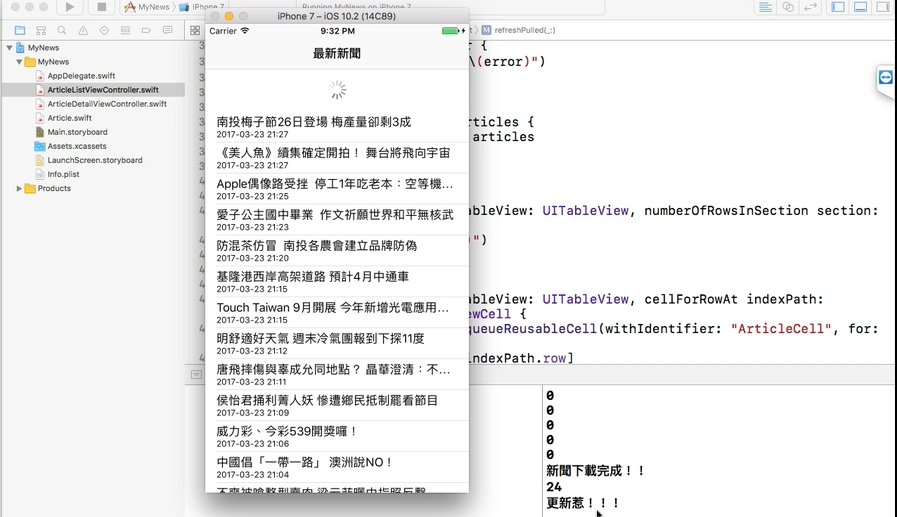 MyNews
iPhone 7
Running MyNews on iPhone 7
iPhone 7 – iOS 10.2 (14C89)
refreshPulled(_:)
MyNews
MyNews
AppDelegate.swift
ArticleListViewController.swift
ArticleDetailViewController.swift
Article.swift
Main.storyboard
Assets.xcassets
LaunchScreen.storyboard
Info.plist
Products
Carrier
9:32 PM
最新新聞
南投梅子節26日登場 梅產量卻剩3成
2017-03-23 21:27
《美人魚》續集確定開拍！ 舞台將飛向宇宙
2017-03-23 21:27
Apple偶像路受挫 停工1年吃老本：空等機…
2017-03-23 21:25
愛子公主國中畢業 作文祈願世界和平無核武
2017-03-23 21:23
防混茶仿冒 南投各農會建立品牌防偽
2017-03-23 21:20
基隆港西岸高架道路 預計4月中通車
2017-03-23 21:15
Touch Taiwan 9月開展 今年新增光電應用…
2017-03-23 21:15
明舒適好天氣 週末冷氣團報到下探11度
2017-03-23 21:12
唐飛摔傷與辜成允同地點？ 晶華澄清：不…
2017-03-23 21:11
侯怡君捅利菁人妖 慘遭鄉民抵制罷看節目
2017-03-23 21:09
威力彩、今彩539開獎囉！
2017-03-23 21:06
中國倡「一帶一路」 澳洲說NO！
2017-03-23 21:04
r {
\(error)")
rticles {
articles
ableView: UITableView, numberOfRowsInSection section:
")
ableView: UITableView, cellForRowAt indexPath:
ewCell {
queueReusableCell(withIdentifier: "ArticleCell", for:
indexPath.row]
0
0
0
0
0
新聞下載完成！！
24
更新惹！！！